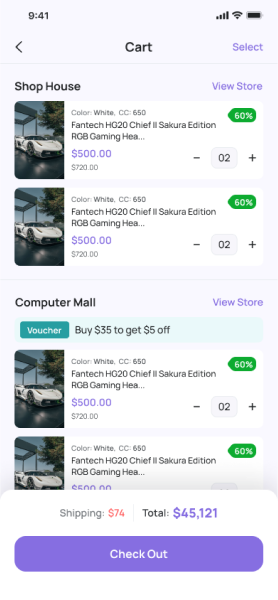 9:41
Cart
Select
Shop House
View Store
Color: White, CC: 650
60%
Fantech HG20 Chief II Sakura Edition
RGB Gaming Hea...
$500.00
$720.00
− 02 +
Color: White, CC: 650
60%
Fantech HG20 Chief II Sakura Edition
RGB Gaming Hea...
$500.00
$720.00
− 02 +
Computer Mall
View Store
Voucher
Buy $35 to get $5 off
Color: White, CC: 650
60%
Fantech HG20 Chief II Sakura Edition
RGB Gaming Hea...
$500.00
$720.00
− 02 +
Color: White, CC: 650
60%
Fantech HG20 Chief II Sakura Edition
RGB Gaming Hea...
$500.00
Shipping: $74
Total: $45,121
Check Out